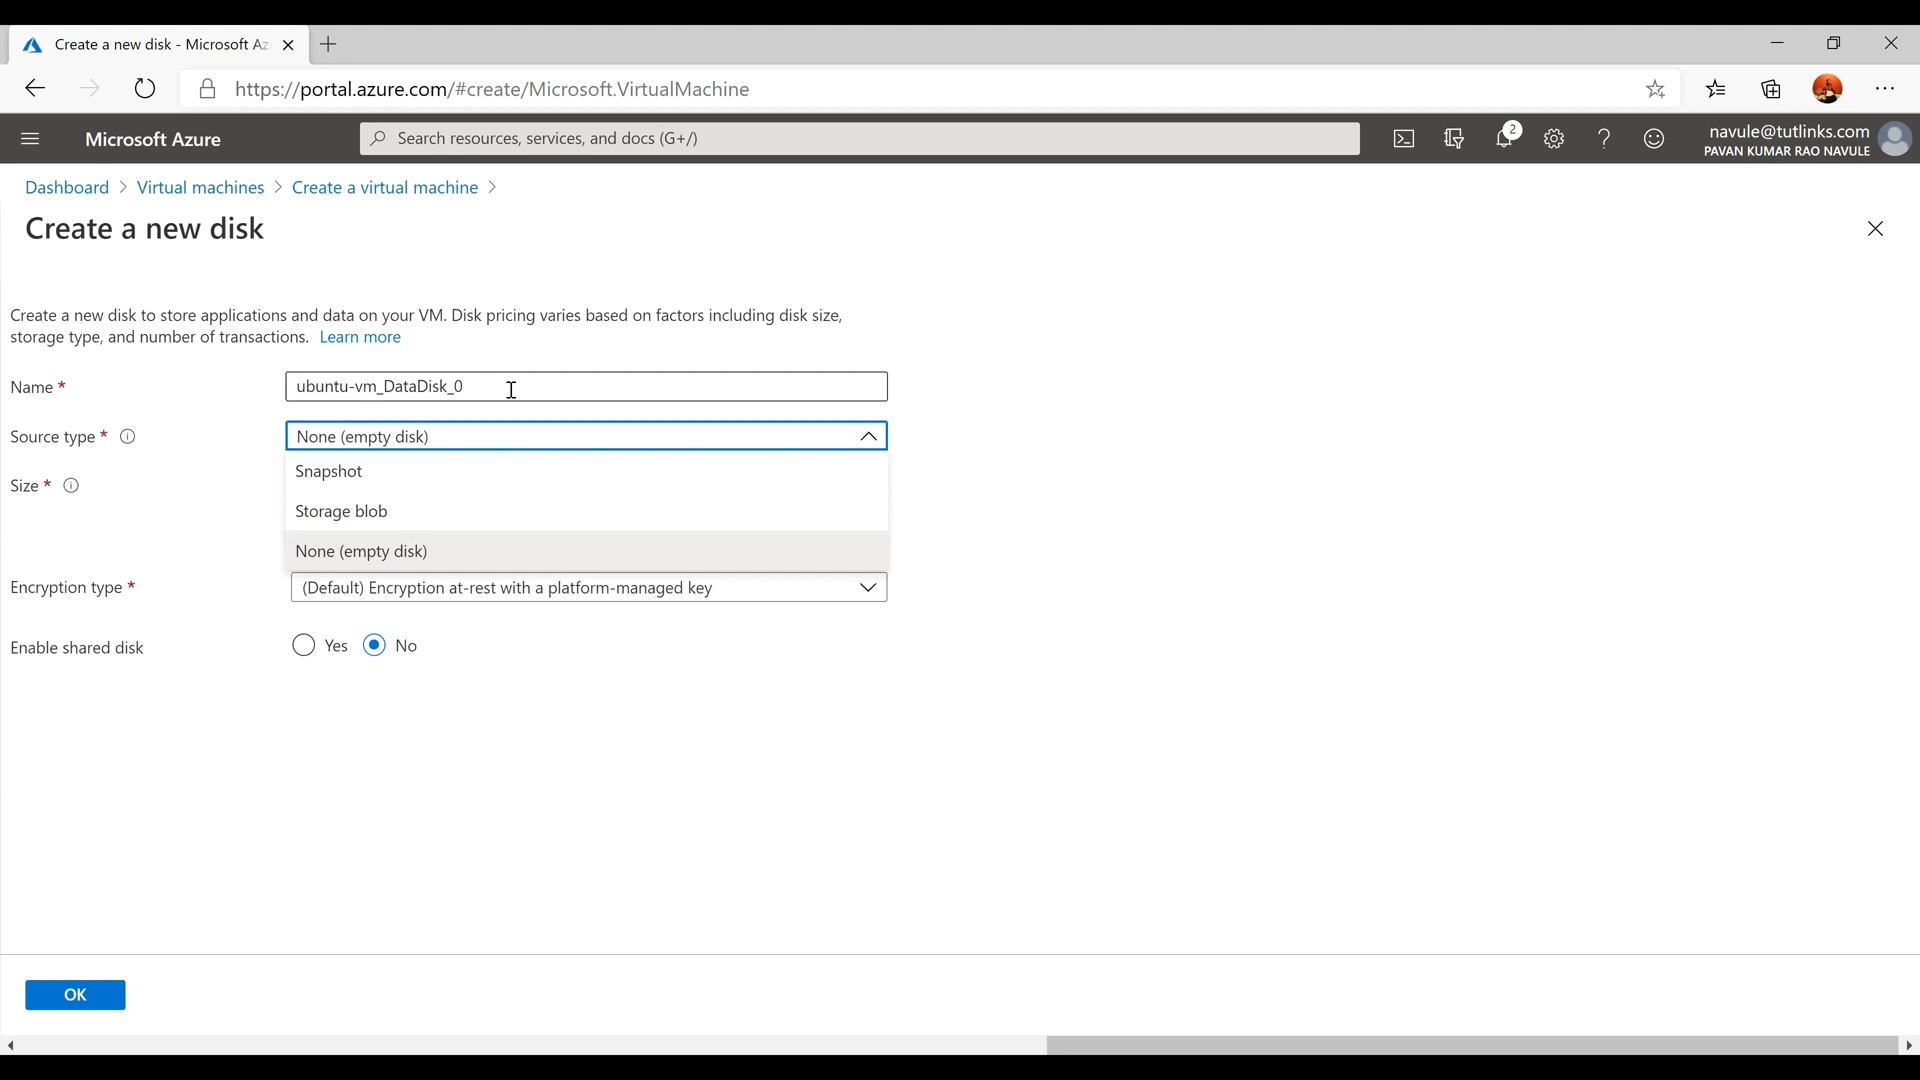 Create a new disk - Microsoft Az
https://portal.azure.com/#create/Microsoft.VirtualMachine
Microsoft Azure
Search resources, services, and docs (G+/)
2
navule@tutlinks.com
PAVAN KUMAR RAO NAVULE
Dashboard > Virtual machines > Create a virtual machine >
Create a new disk
Create a new disk to store applications and data on your VM. Disk pricing varies based on factors including disk size,
storage type, and number of transactions. Learn more
Name *
ubuntu-vm_DataDisk_0
Source type *
None (empty disk)
Snapshot
Size *
Storage blob
None (empty disk)
Encryption type *
(Default) Encryption at-rest with a platform-managed key
Enable shared disk
Yes
No
OK